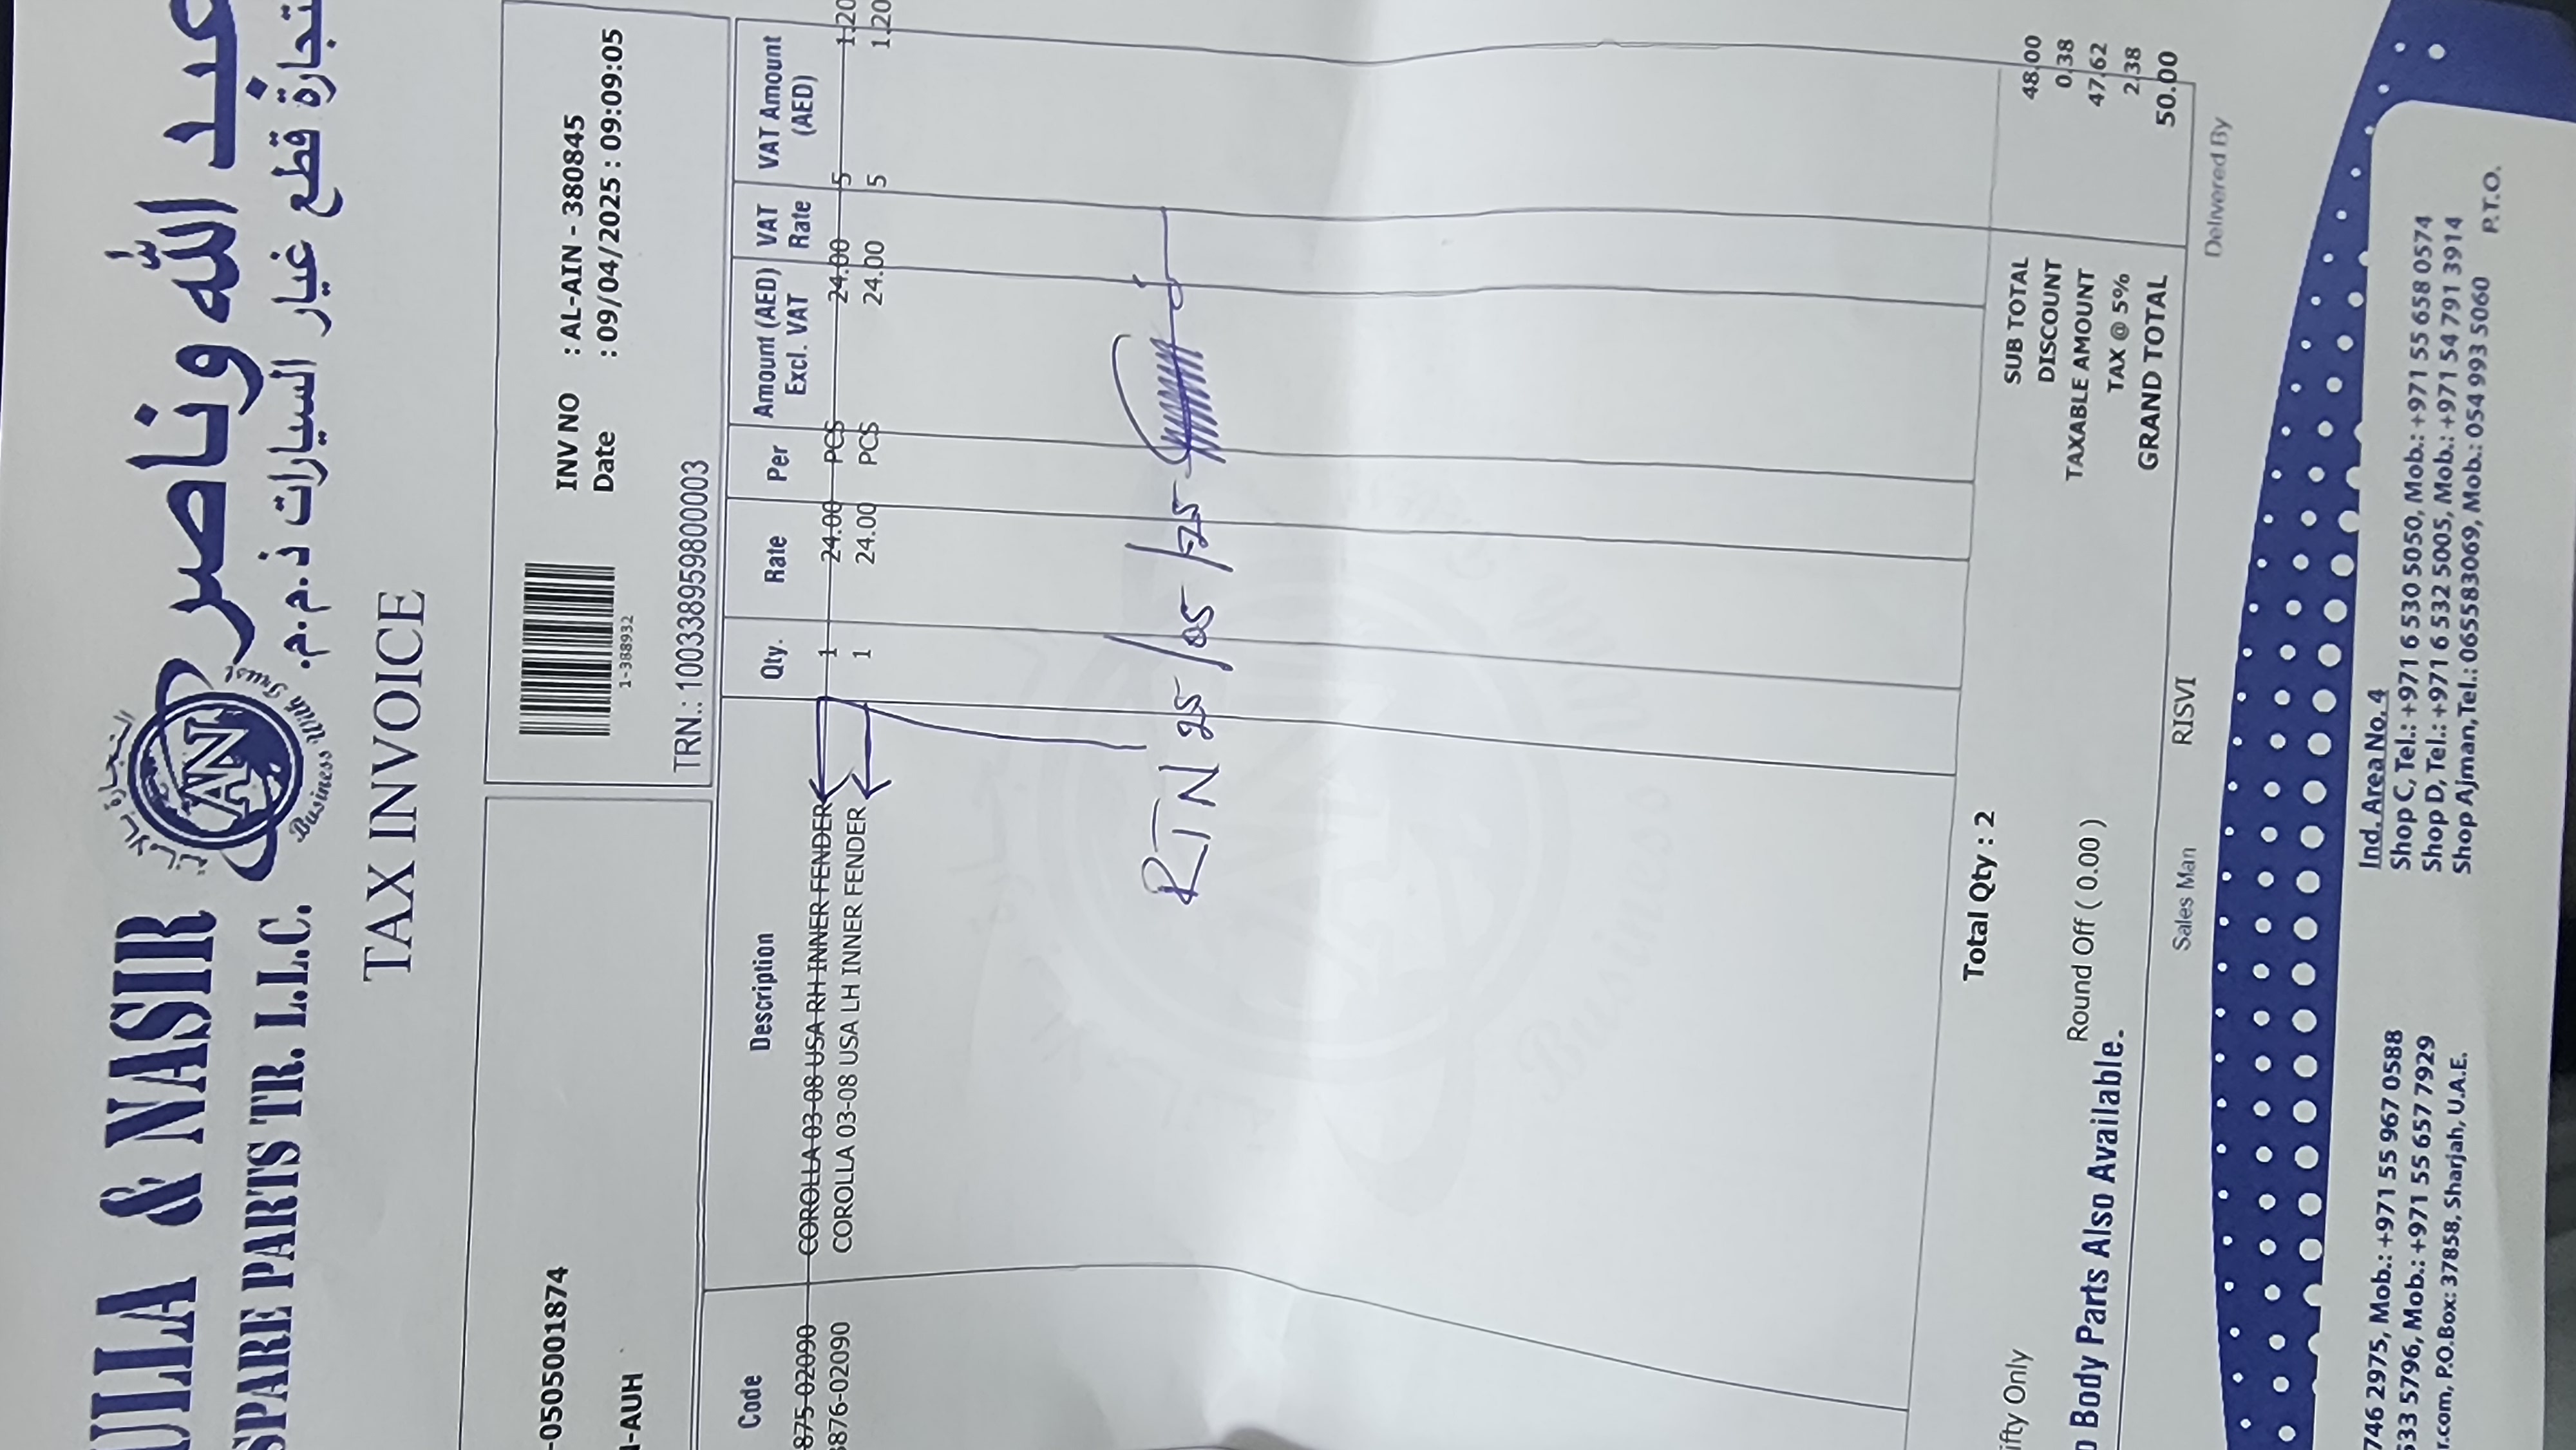 عبد الله وناصر
تجارة قطع غيار السيارات ذ.م.م.
ULLA & NASIR
SPARE PARTS TR. L.L.C.
AN
Business With Trust
TAX INVOICE
-0505001874
-AUH
1-388932
INV NO : AL-AIN - 380845
Date : 09/04/2025 : 09:09:05
TRN.: 100338959800003
Code Description Qty. Rate Per Amount (AED) Excl. VAT VAT Rate VAT Amount (AED)
875-02090 COROLLA 03-08 USA RH INNER FENDER 1 24.00 PCS 24.00 5 1.20
876-02090 COROLLA 03-08 USA LH INNER FENDER 1 24.00 PCS 24.00 5 1.20
RTN 25/05/25
Total Qty : 2
SUB TOTAL 48.00
DISCOUNT 0.38
TAXABLE AMOUNT 47.62
TAX @ 5% 2.38
GRAND TOTAL 50.00
ifty Only
Round Off ( 0.00 )
Body Parts Also Available.
Sales Man RISVI Delivered By
746 2975, Mob.: +971 55 967 0588
533 5796, Mob.: +971 55 657 7929
r.com, P.O.Box: 37858, Sharjah, U.A.E.
Ind. Area No. 4
Shop C, Tel.: +971 6 530 5050, Mob.: +971 55 658 0574
Shop D, Tel.: +971 6 532 5005, Mob.: +971 54 791 3914
Shop Ajman, Tel.: 0655583069, Mob.: 054 993 5060
P.T.O.